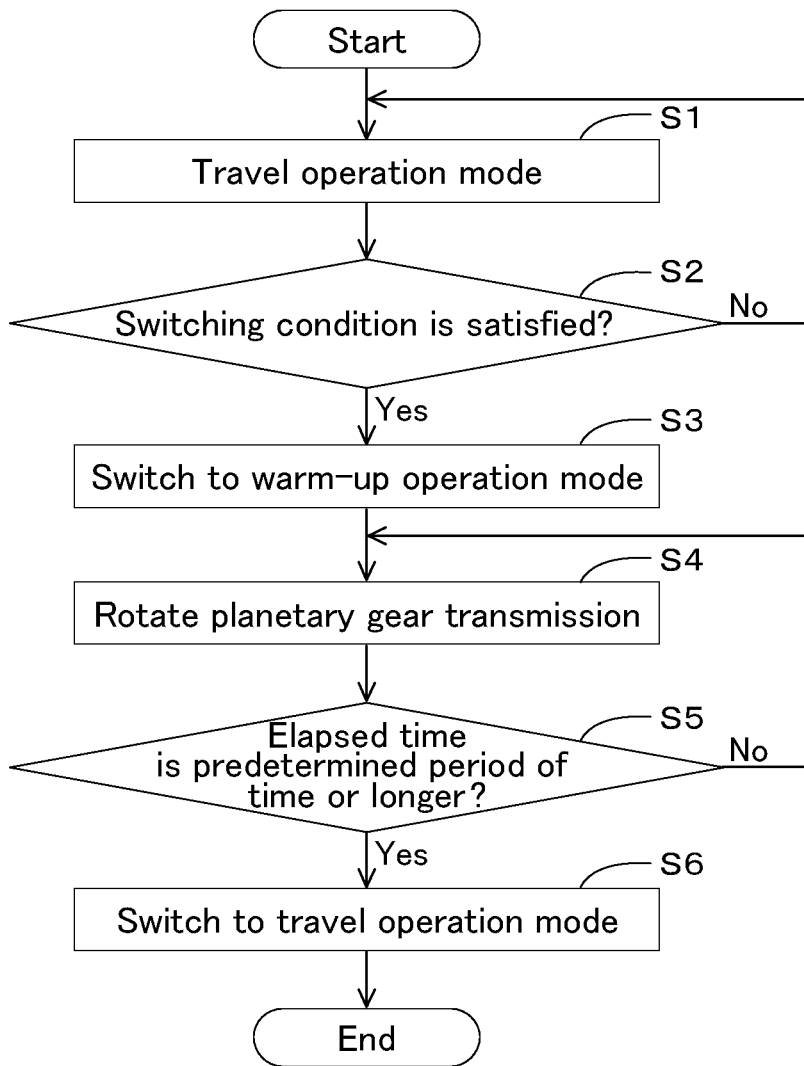 Start
S1
Travel operation mode
S2
Switching condition is satisfied?
No
Yes
S3
Switch to warm-up operation mode
S4
Rotate planetary gear transmission
S5
Elapsed time
is predetermined period of
time or longer?
No
Yes
S6
Switch to travel operation mode
End